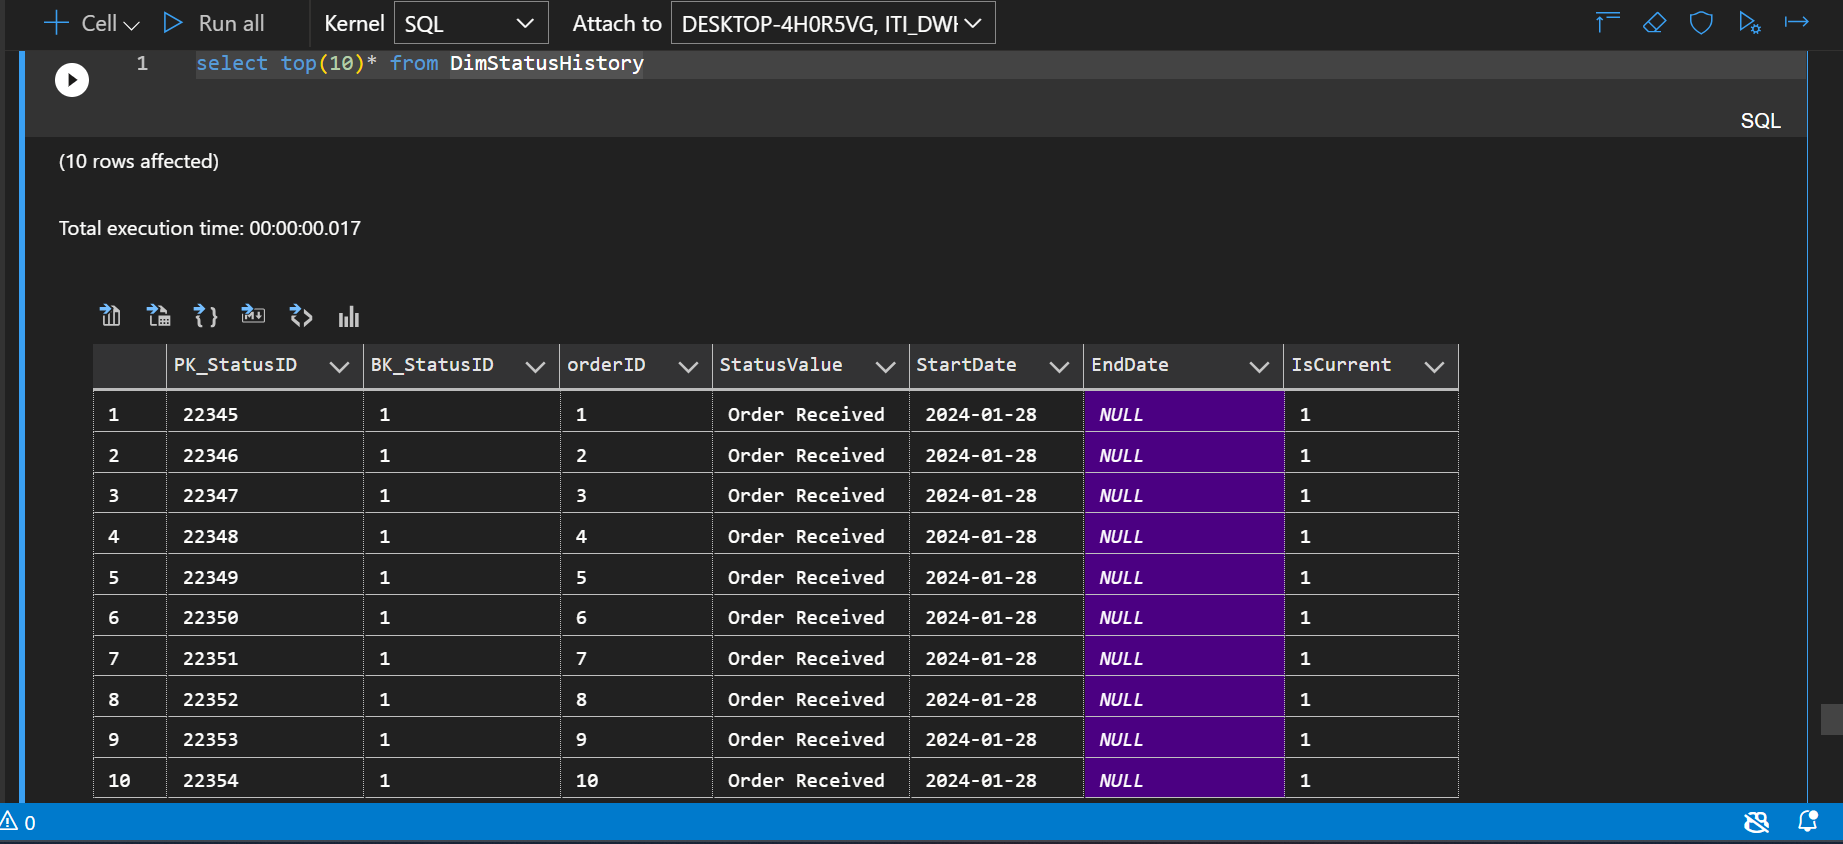 Cell Run all Kernel SQL Attach to DESKTOP-4H0R5VG, ITI_DWH
1 select top(10)* from DimStatusHistory
SQL
(10 rows affected)
Total execution time: 00:00:00.017
PK_StatusID BK_StatusID orderID StatusValue StartDate EndDate IsCurrent
1 22345 1 1 Order Received 2024-01-28 NULL 1
2 22346 1 2 Order Received 2024-01-28 NULL 1
3 22347 1 3 Order Received 2024-01-28 NULL 1
4 22348 1 4 Order Received 2024-01-28 NULL 1
5 22349 1 5 Order Received 2024-01-28 NULL 1
6 22350 1 6 Order Received 2024-01-28 NULL 1
7 22351 1 7 Order Received 2024-01-28 NULL 1
8 22352 1 8 Order Received 2024-01-28 NULL 1
9 22353 1 9 Order Received 2024-01-28 NULL 1
10 22354 1 10 Order Received 2024-01-28 NULL 1
0